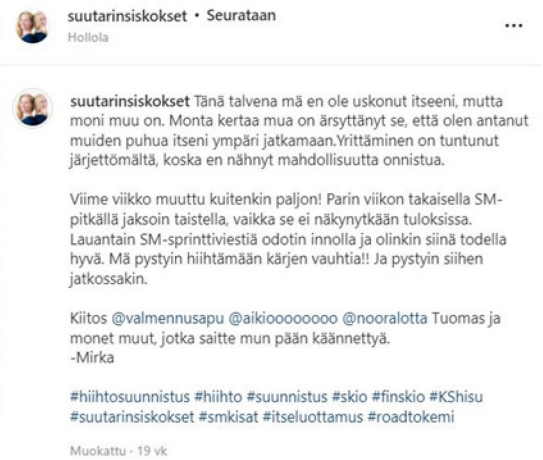 suutarinsiskokset • Seurataan
Hollola
suutarinsiskokset Tänä talvena mä en ole uskonut itseeni, mutta
moni muu on. Monta kertaa mua on ärsyttänyt se, että olen antanut
muiden puhua itseni ympäri jatkamaan.Yrittäminen on tuntunut
järjettömältä, koska en nähnyt mahdollisuutta onnistua.
Viime viikko muuttu kuitenkin paljon! Parin viikon takaisella SM-
pitkällä jaksoin taistella, vaikka se ei näkynytkään tuloksissa.
Lauantain SM-sprinttiviestiä odotin innolla ja olinkin siinä todella
hyvä. Mä pystyin hiihtämään kärjen vauhtia!! Ja pystyin siihen
jatkossakin.
Kiitos @valmennusapu @aikioooooooo @nooralotta Tuomas ja
monet muut, jotka saitte mun pään käännettyä.
-Mirka
#hiihtosuunnistus #hiihto #suunnistus #skio #finskio #KShisu
#suutarinsiskokset #smkisat #itseluottamus #roadtokemi
Muokattu · 19 vk